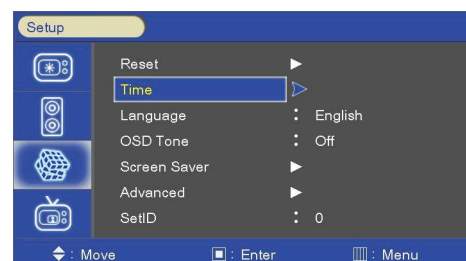 Setup
Reset ▶
Time ▷
Language : English
OSD Tone : Off
Screen Saver ▶
Advanced ▶
SetID : 0
: Move : Enter : Menu